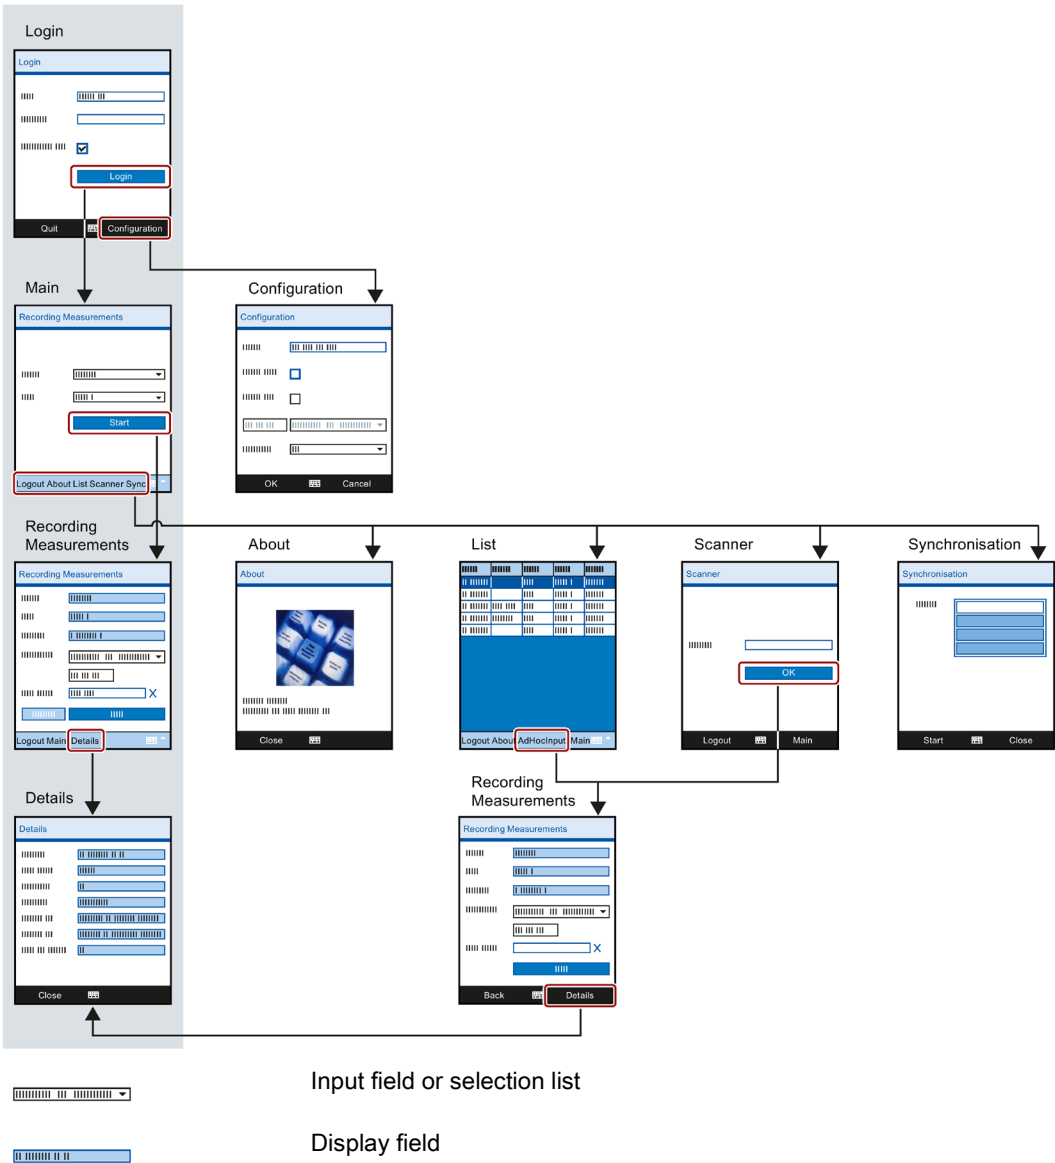 Login
Login
Login
Quit
Configuration
Main
Recording Measurements
Start
Logout About List Scanner Sync
Configuration
Configuration
OK
Cancel
Recording
Measurements
Recording Measurements
Logout Main Details
About
About
Close
List
Logout About AdHocInput Main
Scanner
Scanner
OK
Logout
Main
Synchronisation
Synchronisation
Start
Close
Details
Details
Close
Recording
Measurements
Recording Measurements
Back
Details
Input field or selection list
Display field